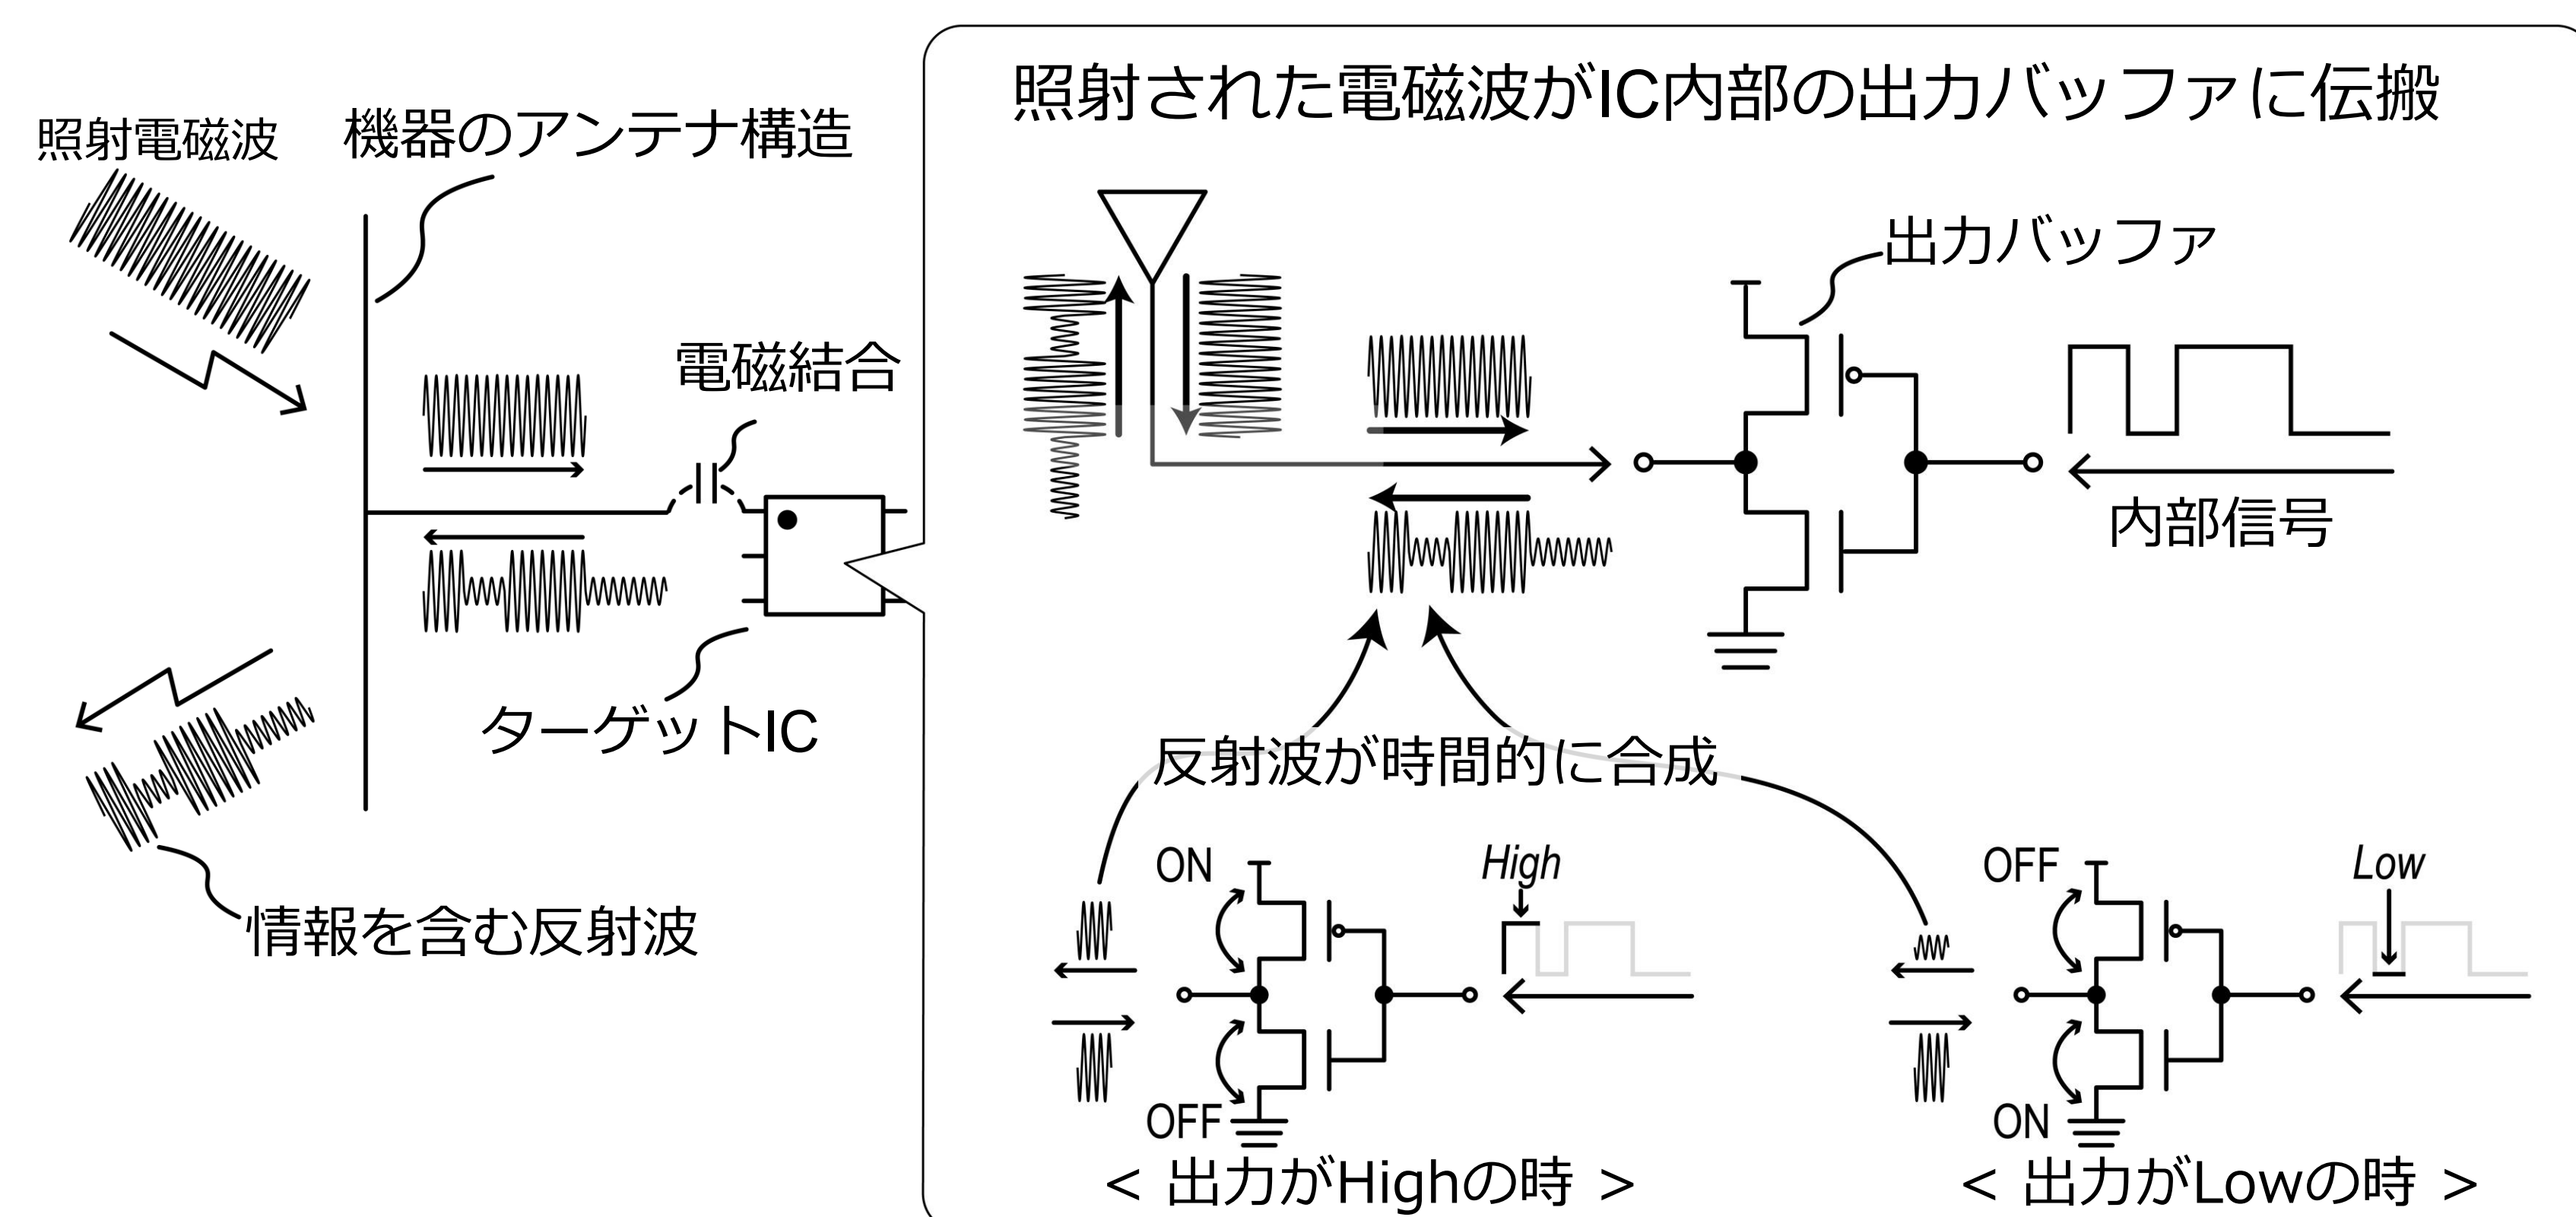 照射された電磁波がIC内部の出力バッファに伝搬
照射電磁波
機器のアンテナ構造
電磁結合
ターゲットIC
情報を含む反射波
出力バッファ
内部信号
反射波が時間的に合成
ON
High
OFF
< 出力がHighの時 >
OFF
Low
ON
< 出力がLowの時 >